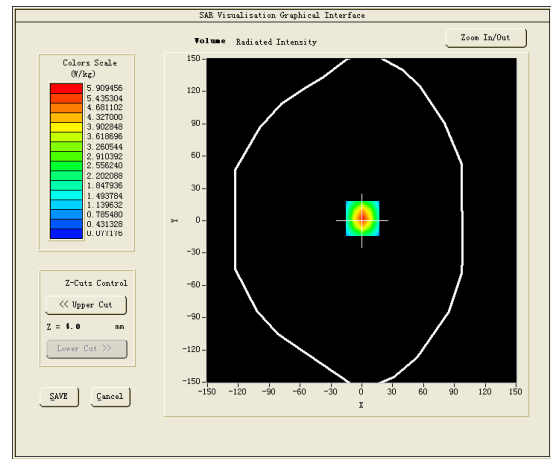 SAR Visualisation Graphical Interface
Volume Radiated Intensity
Zoom In/Out
Colors Scale
(W/kg)
5.909456
5.435304
4.681102
4.327000
3.902848
3.618696
3.260544
2.910392
2.556240
2.202088
1.847936
1.493784
1.139632
0.785480
0.431328
0.077176
Z-Cuts Control
<< Upper Cut
Z = 4.0 mm
Lower Cut >>
SAVE Cancel
150
120
90
60
30
0
-30
-60
-90
-120
-150
Y
-150 -120 -90 -60 -30 0 30 60 90 120 150
X